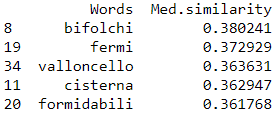 Words Med.similarity
8 bifolchi 0.380241
19 fermi 0.372929
34 valloncello 0.363631
11 cisterna 0.362947
20 formidabili 0.361768